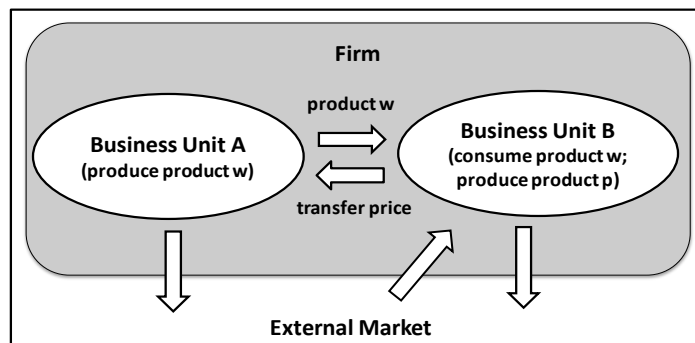 Firm
product w
Business Unit A
(produce product w)
Business Unit B
(consume product w;
produce product p)
transfer price
External Market